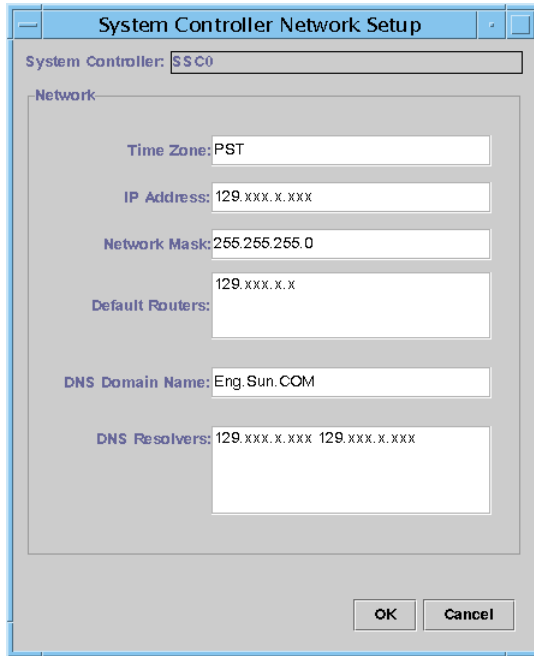 System Controller Network Setup
System Controller: SSC0
Network
Time Zone: PST
IP Address: 129.xxx.x.xxx
Network Mask: 255.255.255.0
Default Routers: 129.xxx.x.x
DNS Domain Name: Eng.Sun.COM
DNS Resolvers: 129.xxx.x.xxx 129.xxx.x.xxx
OK Cancel